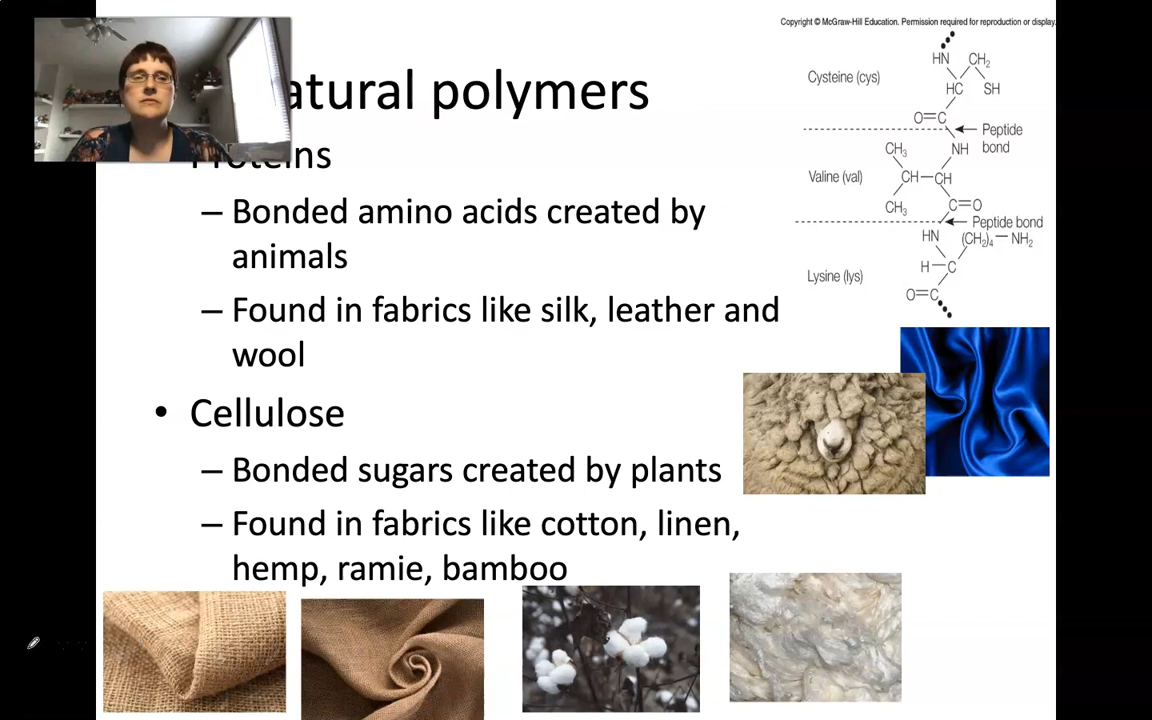 Copyright © McGraw-Hill Education. Permission required for reproduction or display.
atural polymers
Proteins
– Bonded amino acids created by
animals
– Found in fabrics like silk, leather and
wool
• Cellulose
– Bonded sugars created by plants
– Found in fabrics like cotton, linen,
hemp, ramie, bamboo
HN CH₂
Cysteine (cys)
HC SH
O=C
Peptide
bond
CH₃ NH
Valine (val) CH—CH
CH₃ C=O
Peptide bond
HN (CH₂)₄—NH₂
H—C
Lysine (lys)
O=C